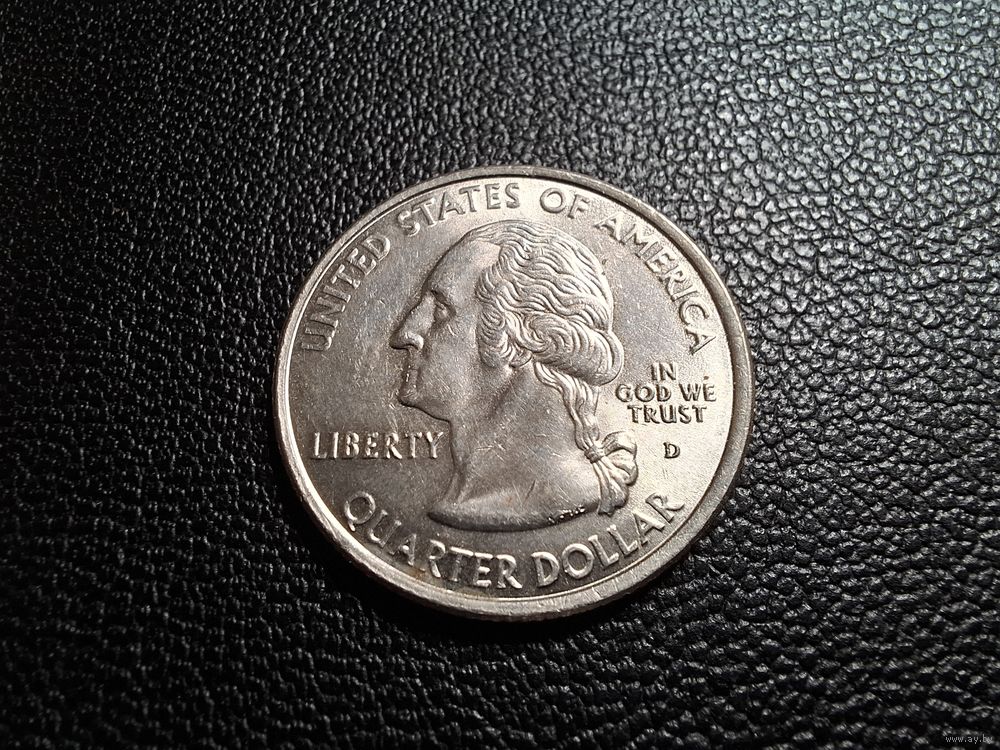 UNITED STATES OF AMERICA
IN
GOD WE
TRUST
LIBERTY
D
QUARTER DOLLAR
www.ay.by